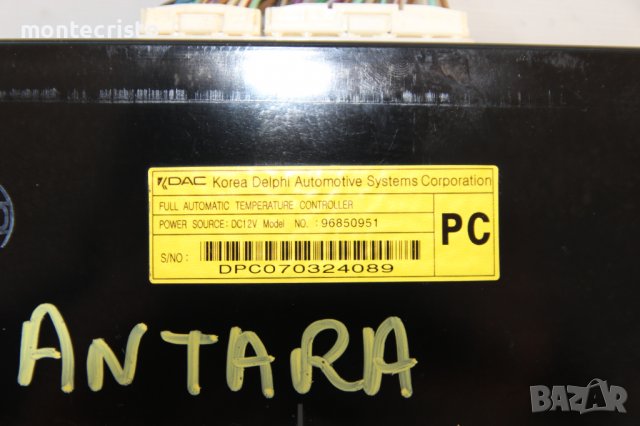 montecristo
KDAC Korea Delphi Automotive Systems Corporation
FULL AUTOMATIC TEMPERATURE CONTROLLER
POWER SOURCE: DC12V Model NO. : 96850951
PC
S/NO :
DPC070324089
ANTARA
BAZAR